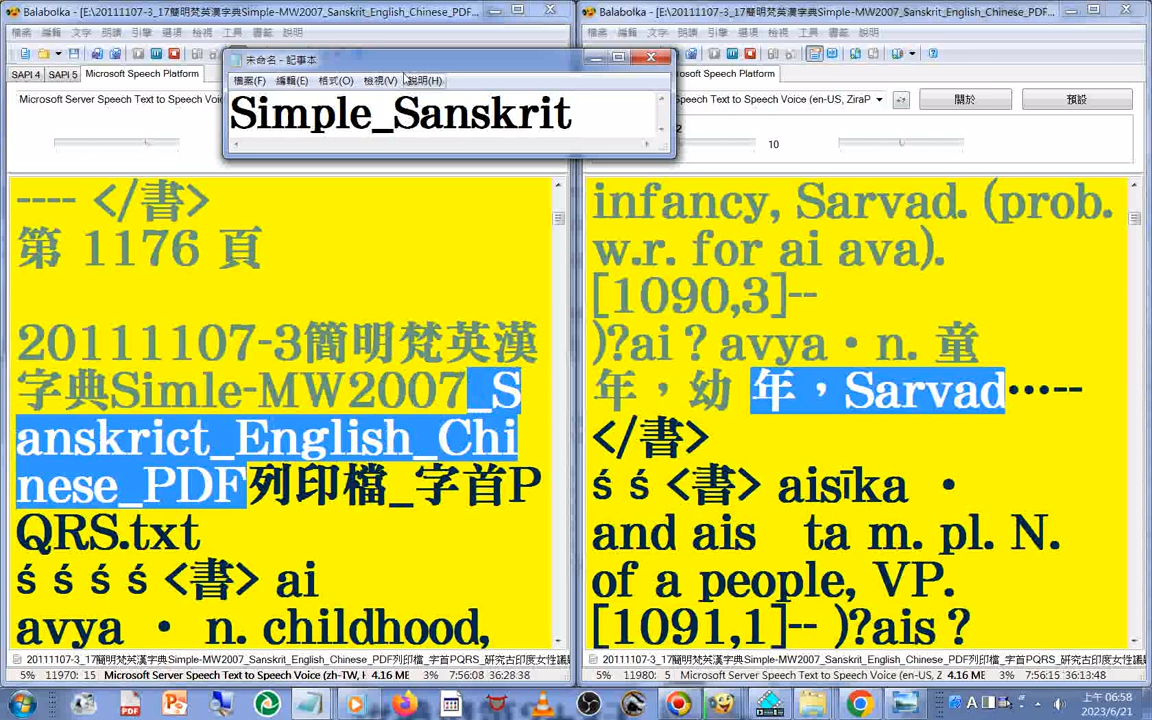 Balabolka - [E:\20111107-3_17簡明梵英漢字典Simple-MW2007_Sanskrit_English_Chinese_PDF...
檔案 編輯 文字 朗讀 引擎 選項 檢視 工具 書籤 說明
SAPI 4 SAPI 5 Microsoft Speech Platform
Microsoft Server Speech Text to Speech Voi
---- </書>
第 1176 頁
20111107-3簡明梵英漢
字典Simle-MW2007_S
anskrict_English_Chi
nese_PDF列印檔_字首P
QRS.txt
ś ś ś ś <書> ai
avya • n. childhood,
20111107-3_17簡明梵英漢字典Simple-MW2007_Sanskrit_English_Chinese_PDF列印檔_字首PQRS_研究古印度女性議
5% 11970: 15 Microsoft Server Speech Text to Speech Voice (zh-TW, 4.16 ME 3% 7:56:08 36:28:38
未命名 - 記事本
檔案(F) 編輯(E) 格式(O) 檢視(V) 說明(H)
Simple_Sanskrit
Balabolka - [E:\20111107-3_17簡明梵英漢字典Simple-MW2007_Sanskrit_English_Chinese_PDF...
檔案 編輯 文字 朗讀 引擎 選項 檢視 工具 書籤 說明
Speech Platform
Speech Text to Speech Voice (en-US, ZiraP
關於
預設
2
10
infancy, Sarvad. (prob.
w.r. for ai ava).
[1090,3]--
)?ai ? avya • n. 童
年，幼 年，Sarvad…--
</書>
ś ś <書> aisīka •
and ais ta m. pl. N.
of a people, VP.
[1091,1]-- )?ais ?
20111107-3_17簡明梵英漢字典Simple-MW2007_Sanskrit_English_Chinese_PDF列印檔_字首PQRS_研究古印度女性議
5% 11980: 5 Microsoft Server Speech Text to Speech Voice (en-US, Z 4.16 ME 3% 7:56:15 36:13:48
上午 06:58
2023/6/21